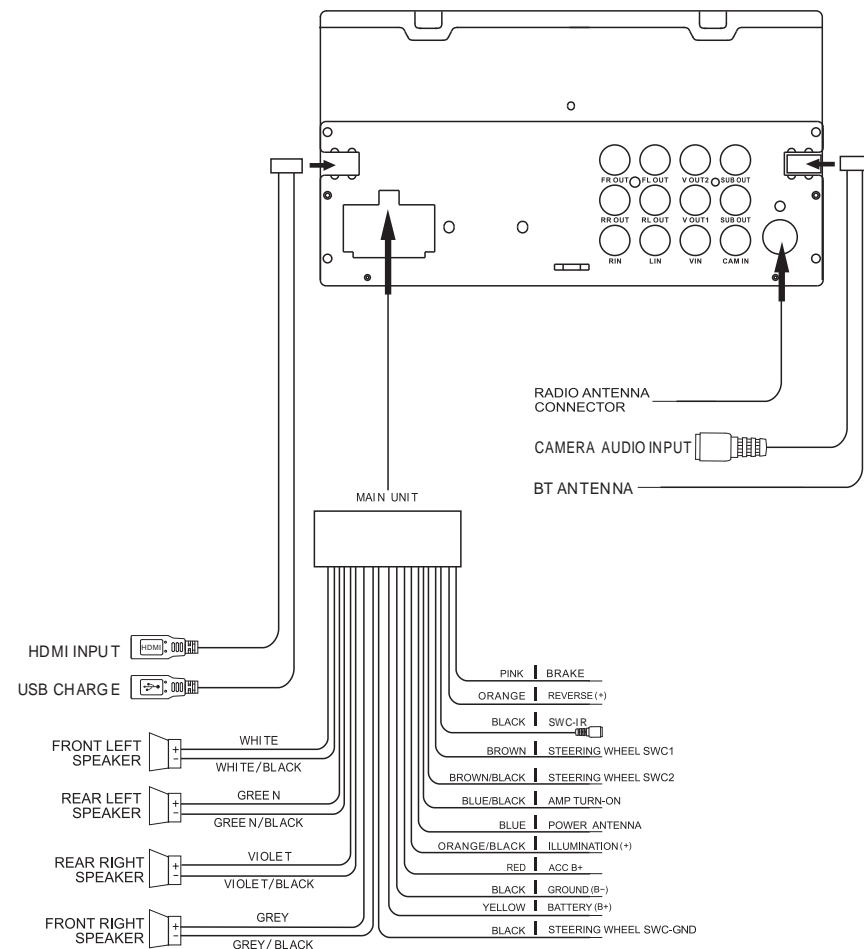 FR OUT FL OUT V OUT2 SUB OUT
RR OUT RL OUT V OUT1 SUB OUT
RIN LIN VIN CAM IN
RADIO ANTENNA
CONNECTOR
CAMERA AUDIO INPUT
BT ANTENNA
MAIN UNIT
HDMI INPUT HDMI
USB CHARGE
FRONT LEFT
SPEAKER
+
−
WHITE
WHITE/BLACK
REAR LEFT
SPEAKER
+
−
GREEN
GREEN/BLACK
REAR RIGHT
SPEAKER
+
−
VIOLET
VIOLET/BLACK
FRONT RIGHT
SPEAKER
+
−
GREY
GREY/BLACK
PINK BRAKE
ORANGE REVERSE (+)
BLACK SWC-IR
BROWN STEERING WHEEL SWC1
BROWN/BLACK STEERING WHEEL SWC2
BLUE/BLACK AMP TURN-ON
BLUE POWER ANTENNA
ORANGE/BLACK ILLUMINATION (+)
RED ACC B+
BLACK GROUND (B−)
YELLOW BATTERY (B+)
BLACK STEERING WHEEL SWC-GND